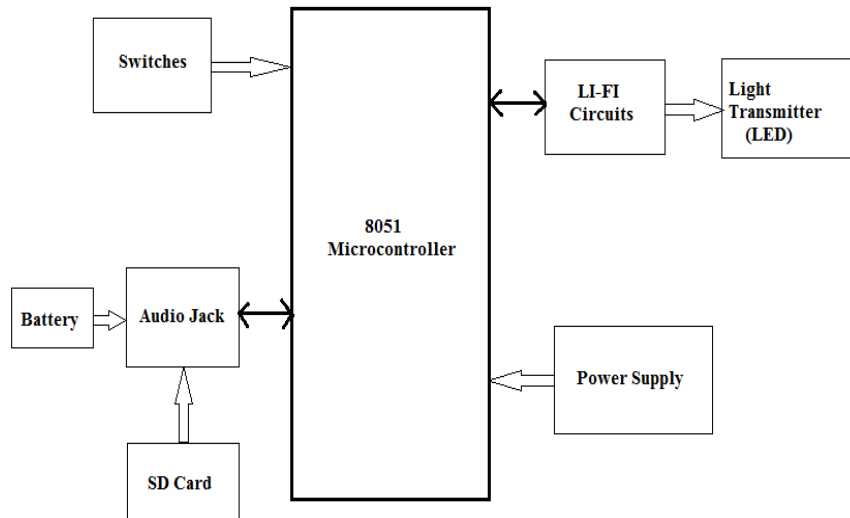 Switches
LI-FI
Circuits
Light
Transmitter
(LED)
8051
Microcontroller
Battery
Audio Jack
Power Supply
SD Card